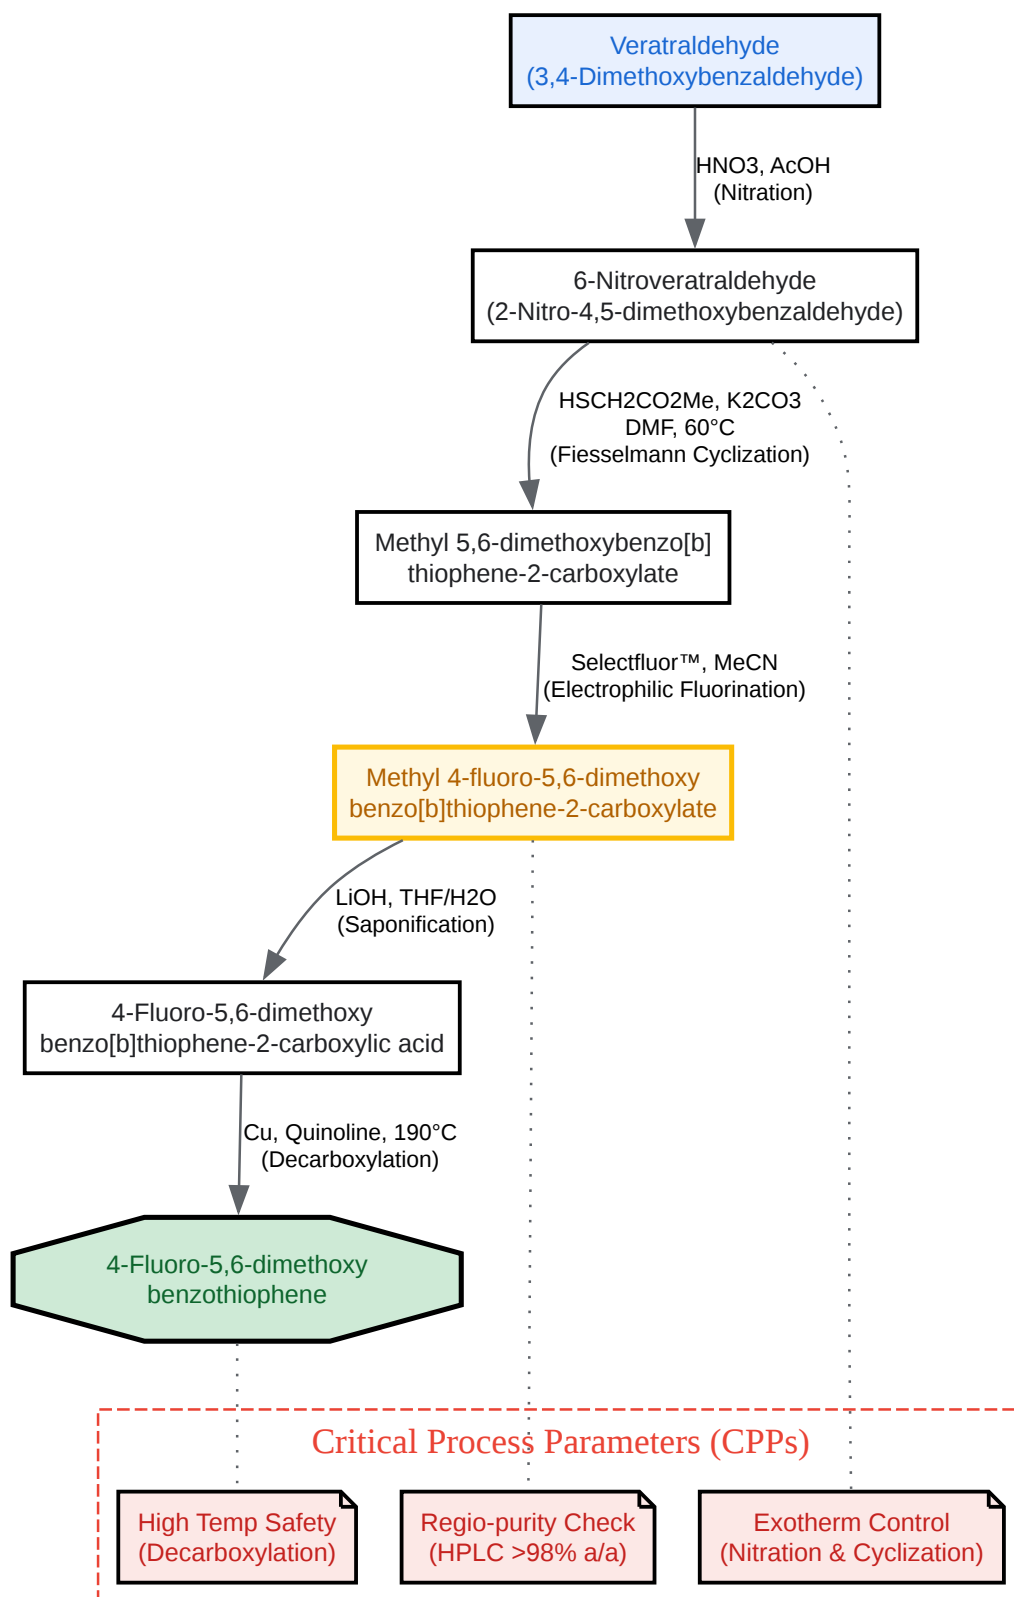 Veratraldehyde
(3,4-Dimethoxybenzaldehyde)
HNO3, AcOH
(Nitration)
6-Nitroveratraldehyde
(2-Nitro-4,5-dimethoxybenzaldehyde)
HSCH2CO2Me, K2CO3
DMF, 60°C
(Fiesselmann Cyclization)
Methyl 5,6-dimethoxybenzo[b]
thiophene-2-carboxylate
Selectfluor™, MeCN
(Electrophilic Fluorination)
Methyl 4-fluoro-5,6-dimethoxy
benzo[b]thiophene-2-carboxylate
LiOH, THF/H2O
(Saponification)
4-Fluoro-5,6-dimethoxy
benzo[b]thiophene-2-carboxylic acid
Cu, Quinoline, 190°C
(Decarboxylation)
4-Fluoro-5,6-dimethoxy
benzothiophene
Critical Process Parameters (CPPs)
High Temp Safety
(Decarboxylation)
Regio-purity Check
(HPLC >98% a/a)
Exotherm Control
(Nitration & Cyclization)